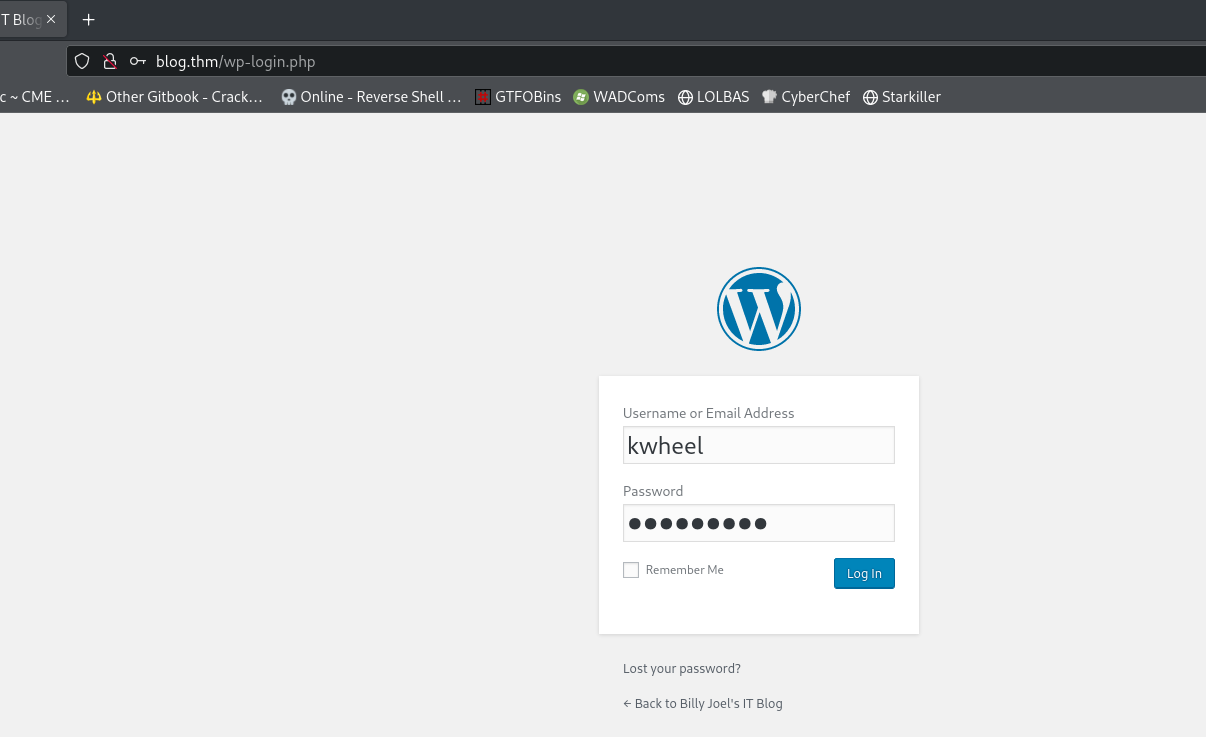 T Blog
blog.thm/wp-login.php
c ~ CME … Other Gitbook - Crack… Online - Reverse Shell … GTFOBins WADComs LOLBAS CyberChef Starkiller
Username or Email Address
kwheel
Password
Remember Me
Log In
Lost your password?
← Back to Billy Joel's IT Blog